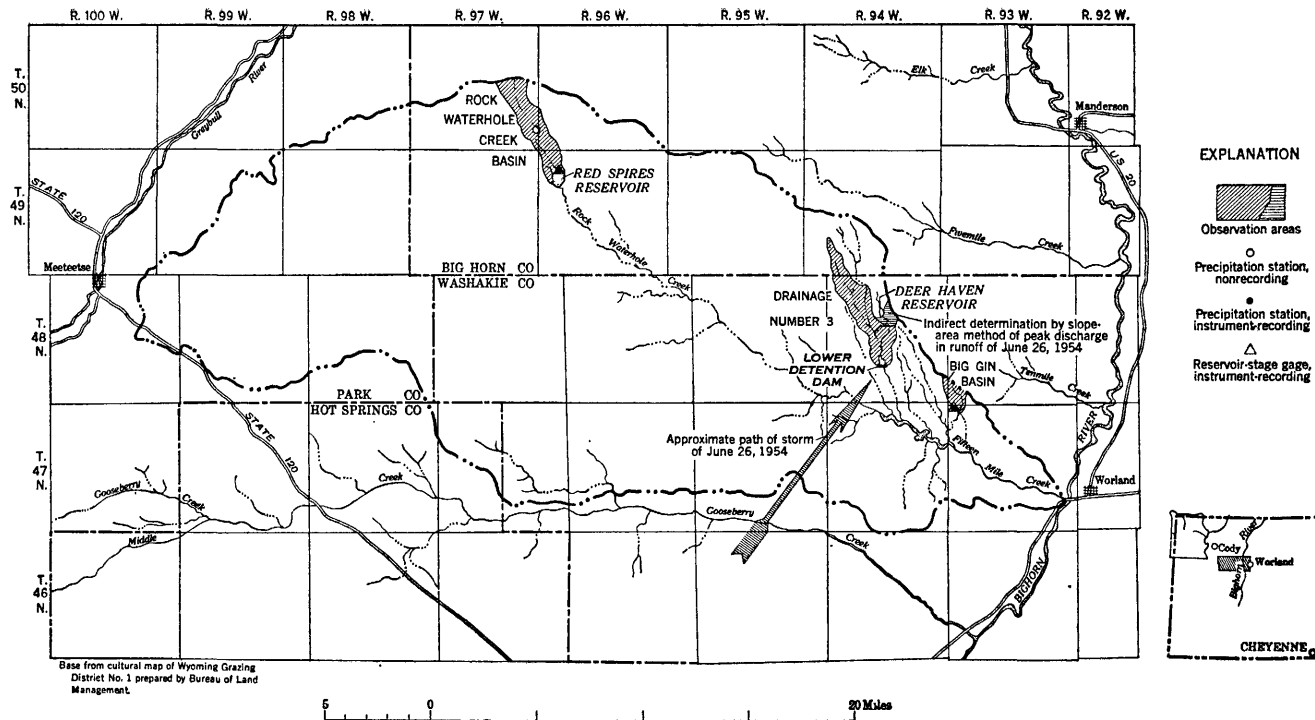 R. 100 W. R. 99 W. R. 98 W. R. 97 W. R. 96 W. R. 95 W. R. 94 W. R. 93 W. R. 92 W.
T.
50
N.
Greybull
River
ROCK
WATERHOLE
CREEK
BASIN
Elk Creek
Manderson
U S 20
T.
49
N.
STATE
120
RED SPIRES
RESERVOIR
Rock
Waterhole
Creek
Fivemile
Creek
Meeteetse
BIG HORN CO
WASHAKIE CO
T.
48
N.
DRAINAGE
NUMBER 3
DEER HAVEN
RESERVOIR
Indirect determination by slope-
area method of peak discharge
in runoff of June 26, 1954
LOWER
DETENTION
DAM
BIG GIN
BASIN
Tenmile
Creek
PARK CO
HOT SPRINGS CO
STATE
120
T.
47
N.
Approximate path of storm
of June 26, 1954
Fifteen
Mile
Creek
RIVER
Worland
Gooseberry
Creek
Creek
Middle
Gooseberry
Creek
T.
46
N.
BIGHORN
EXPLANATION
Observation areas
Precipitation station,
nonrecording
Precipitation station,
instrument-recording
Reservoir-stage gage,
instrument-recording
River
Cody
Worland
Bighorn
CHEYENNE
Base from cultural map of Wyoming Grazing
District No. 1 prepared by Bureau of Land
Management.
5 0 20 Miles